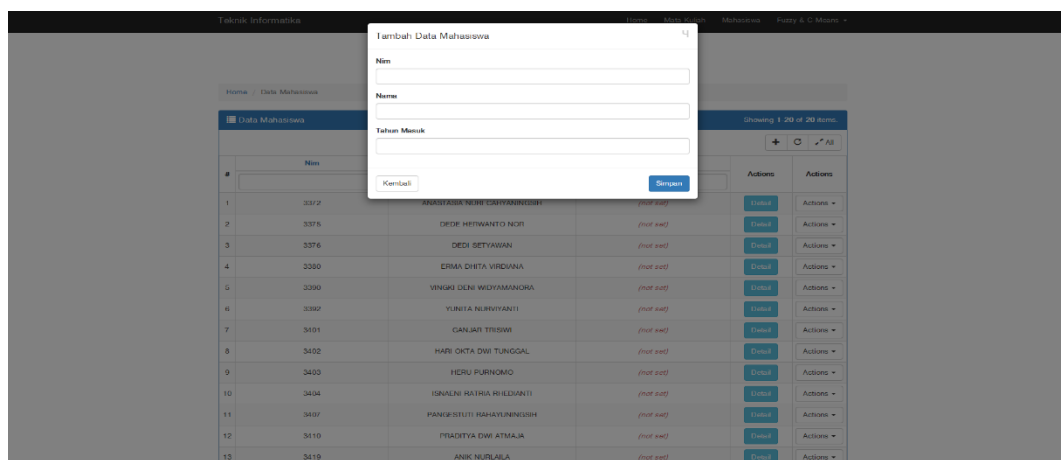 Teknik Informatika Home Mata Kuliah Mahasiswa Fuzzy & C Means
Tambah Data Mahasiswa
Nim
Nama
Tahun Masuk
Kembali Simpan
Home / Data Mahasiswa
Data Mahasiswa Showing 1-20 of 20 items.
All
# Nim Actions Actions
1 3372 ANASTASIA NURI CAHYANINGSIH (not set) Detail Actions
2 3375 DEDE HERWANTO NOR (not set) Detail Actions
3 3376 DEDI SETYAWAN (not set) Detail Actions
4 3380 ERMA DHITA VIRDIANA (not set) Detail Actions
5 3390 VINGKI DENI WIDYAMANORA (not set) Detail Actions
6 3392 YUNITA NURVIYANTI (not set) Detail Actions
7 3401 GANJAR TRISWI (not set) Detail Actions
8 3402 HARI OKTA DWI TUNGGAL (not set) Detail Actions
9 3403 HERU PURNOMO (not set) Detail Actions
10 3404 ISNAENI RATRIA RHEDIANTI (not set) Detail Actions
11 3407 PANGESTUTI RAHAYUNINGSIH (not set) Detail Actions
12 3410 PRADITYA DWI ATMAJA (not set) Detail Actions
13 3419 ANIK NURLAILA (not set) Detail Actions